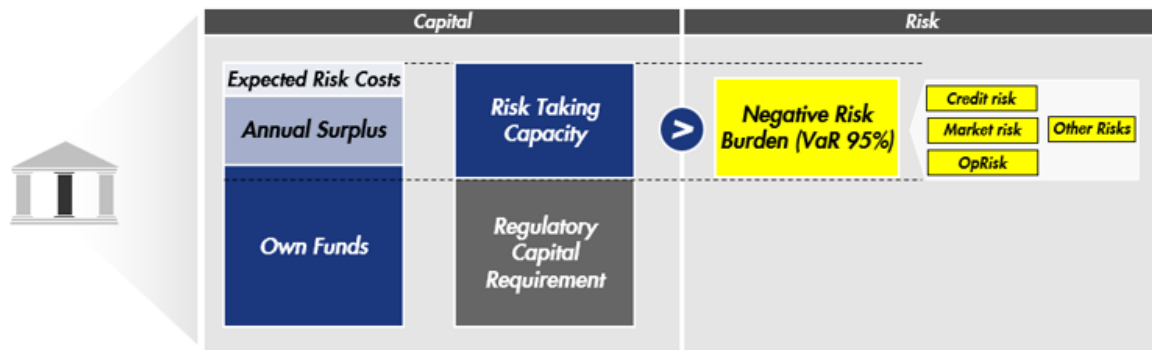 Capital
Risk
Expected Risk Costs
Annual Surplus
Own Funds
Risk Taking
Capacity
Regulatory
Capital
Requirement
>
Negative Risk
Burden (VaR 95%)
Credit risk
Market risk
OpRisk
Other Risks